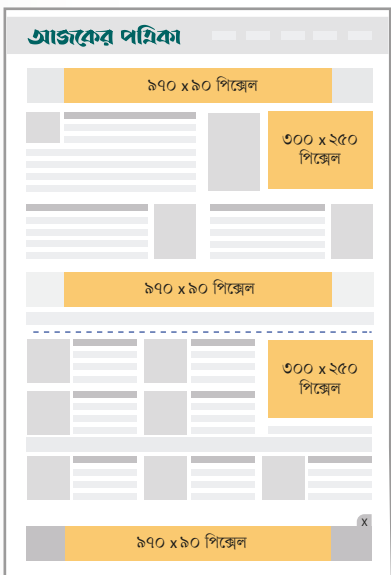 আজকের পত্রিকা
৯৭০ x ৯০ পিক্সেল
৩০০ x ২৫০
পিক্সেল
৯৭০ x ৯০ পিক্সেল
৩০০ x ২৫০
পিক্সেল
X
৯৭০ x ৯০ পিক্সেল